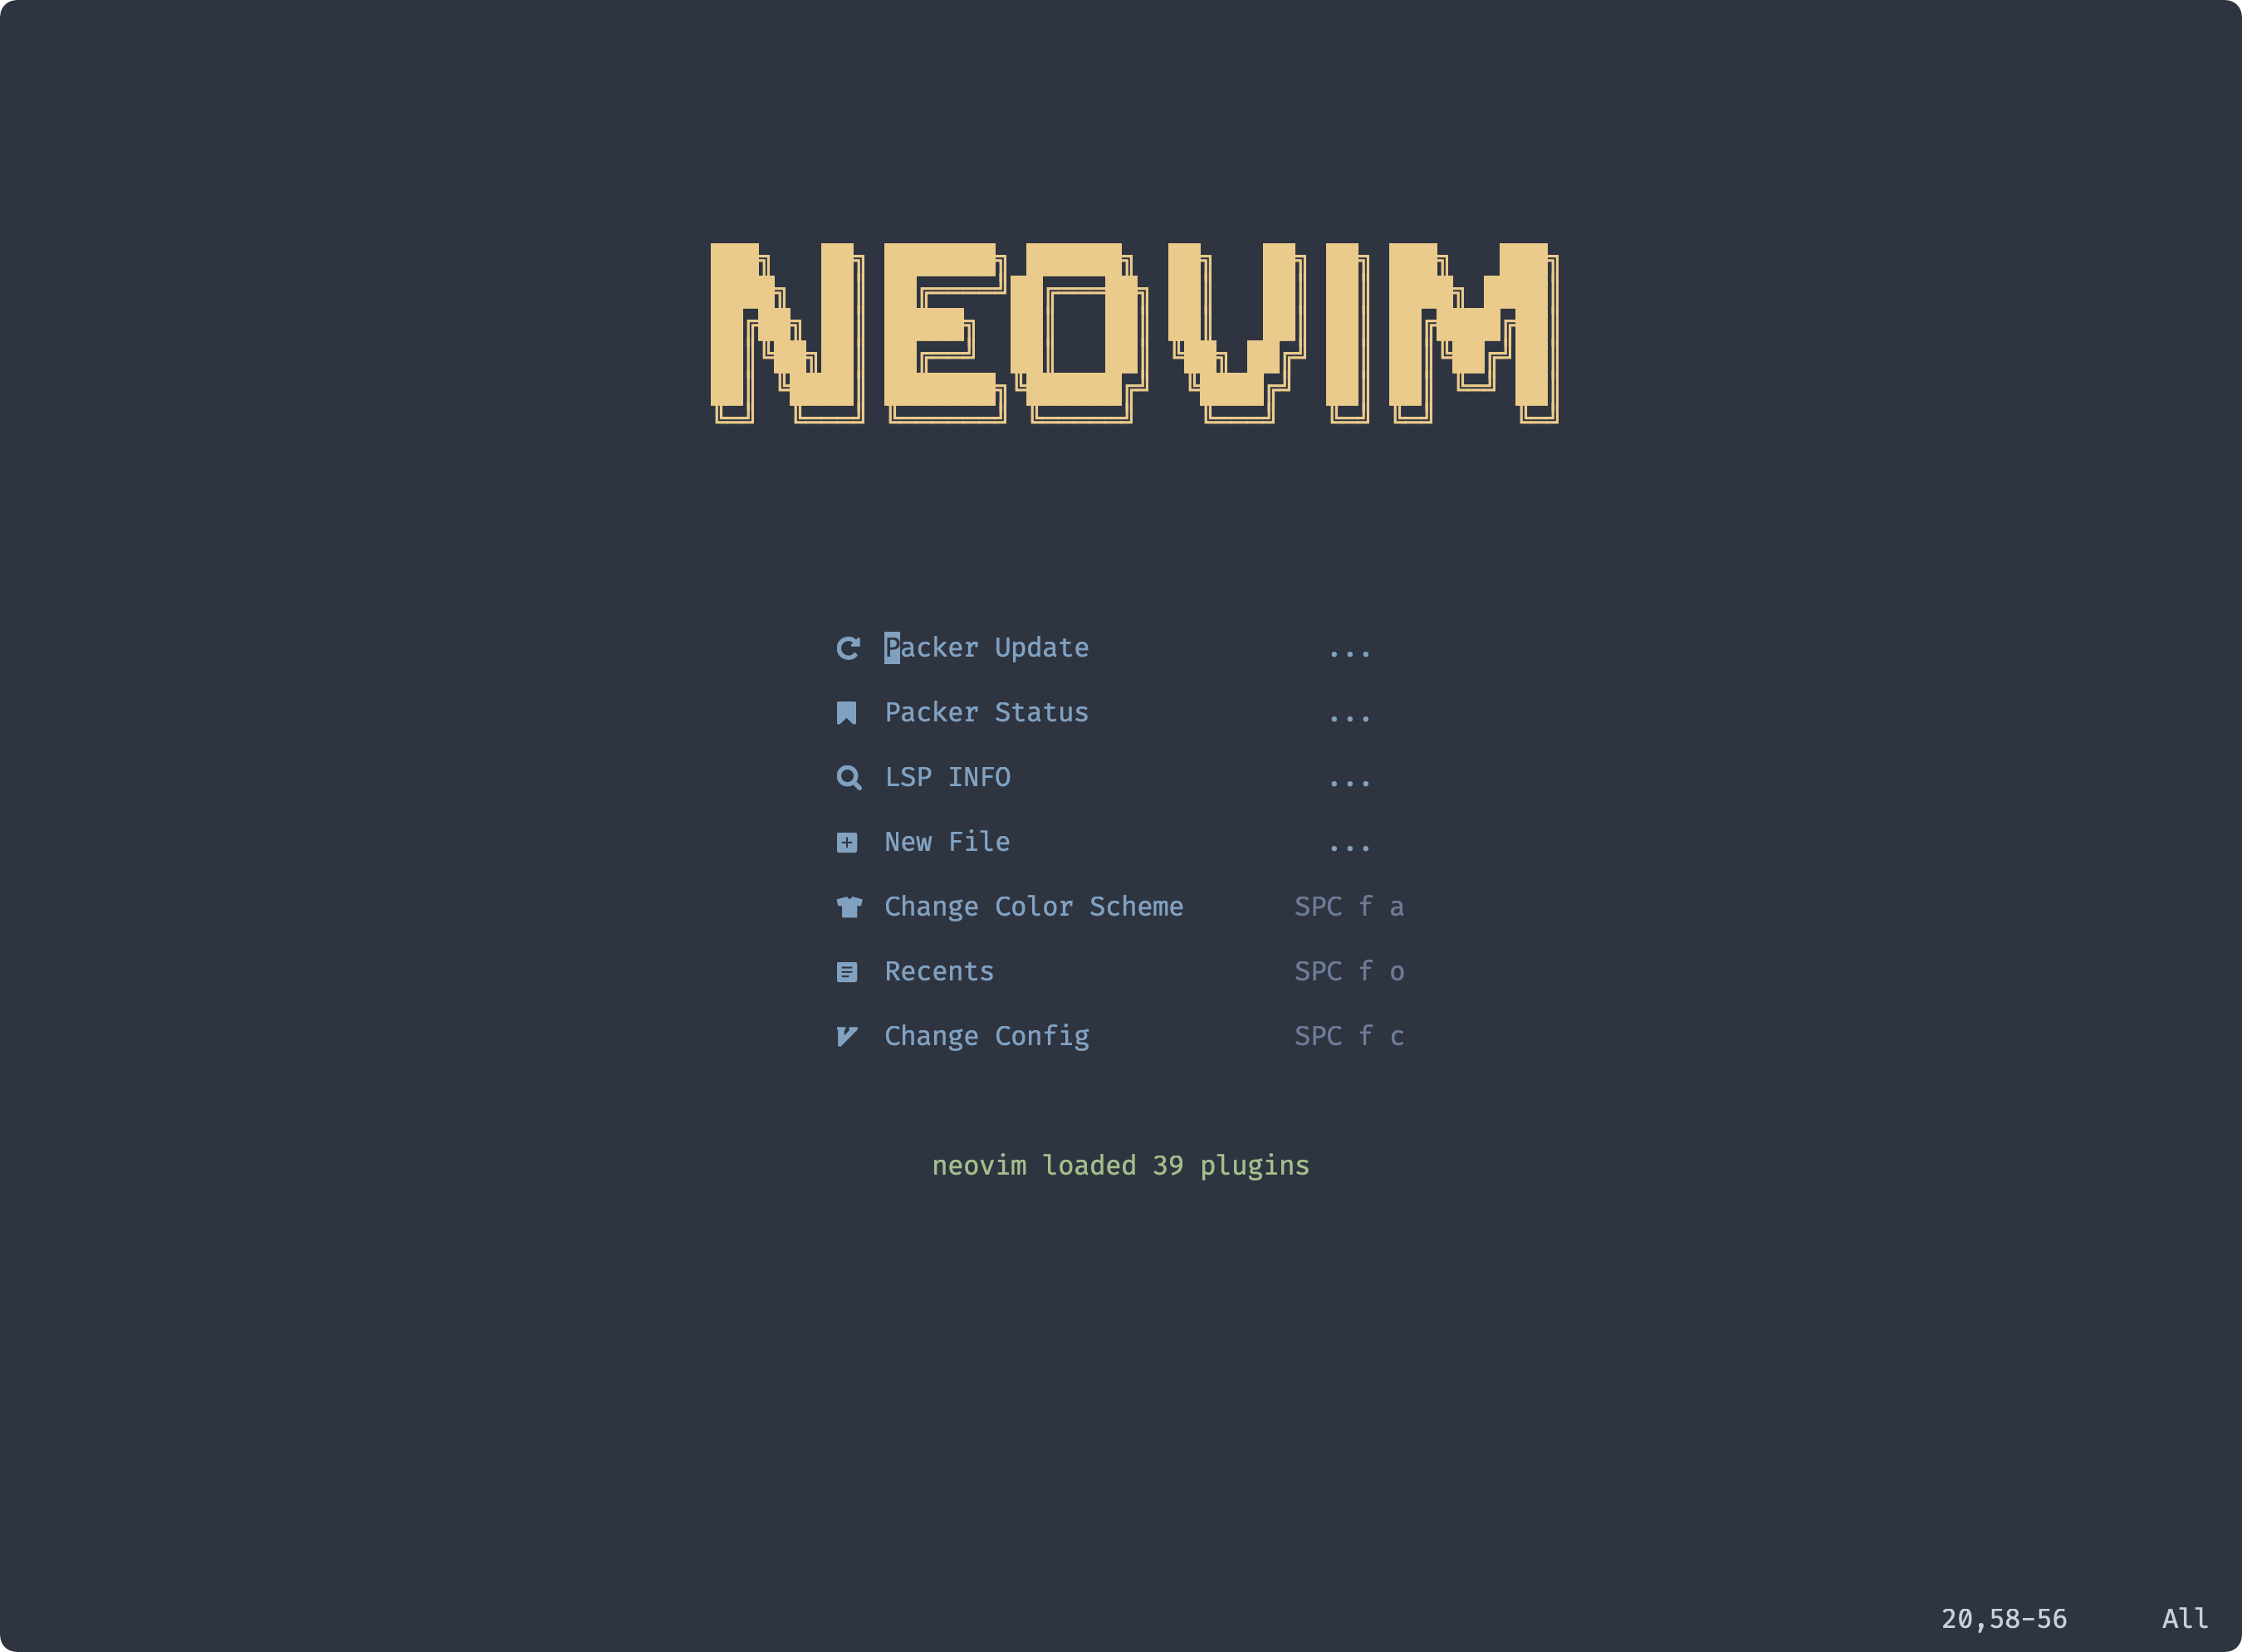 NEOVIM
Packer Update ...
Packer Status ...
LSP INFO ...
New File ...
Change Color Scheme SPC f a
Recents SPC f o
Change Config SPC f c
neovim loaded 39 plugins
20,58-56 All